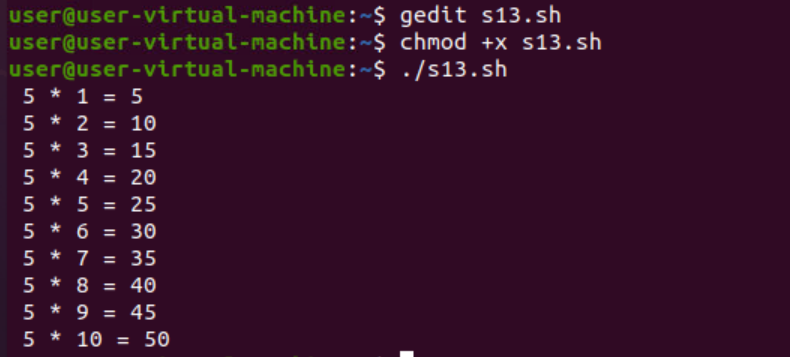 user@user-virtual-machine:~$ gedit s13.sh
user@user-virtual-machine:~$ chmod +x s13.sh
user@user-virtual-machine:~$ ./s13.sh
 5 * 1 = 5
 5 * 2 = 10
 5 * 3 = 15
 5 * 4 = 20
 5 * 5 = 25
 5 * 6 = 30
 5 * 7 = 35
 5 * 8 = 40
 5 * 9 = 45
 5 * 10 = 50